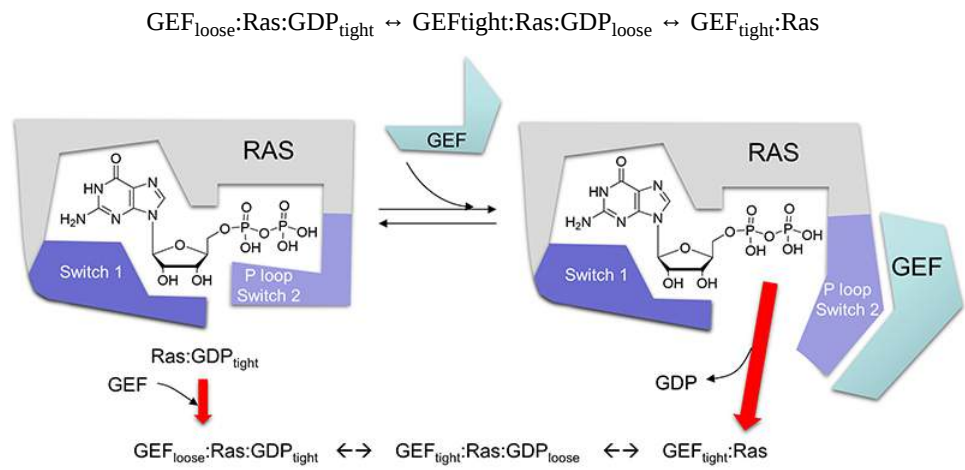 GEFloose:Ras:GDPtight ↔ GEFtight:Ras:GDPloose ↔ GEFtight:Ras
GEF
RAS
O
HN
N
H₂N
N
N
O
O
O
P
O
P
OH
OH
OH
O
OH
OH
Switch 1
P loop
Switch 2
RAS
O
HN
N
H₂N
N
N
O
O
O
P
O
P
OH
OH
OH
O
OH
OH
Switch 1
P loop
Switch 2
GEF
Ras:GDPtight
GEF
GDP
GEFloose:Ras:GDPtight ↔ GEFtight:Ras:GDPloose ↔ GEFtight:Ras